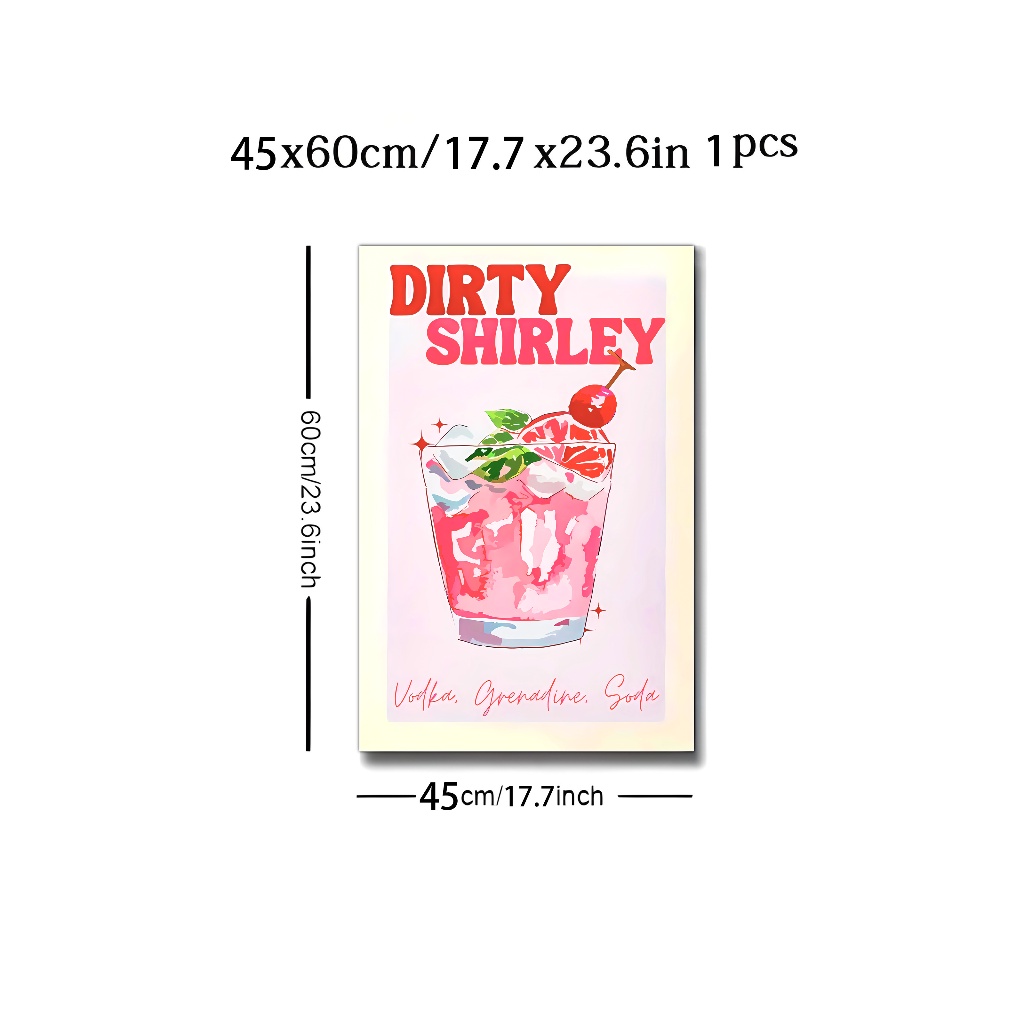 45x60cm/17.7 x23.6in 1pcs
DIRTY
SHIRLEY
60cm/23.6inch
Vodka. Grenadine. Soda
45cm/17.7inch